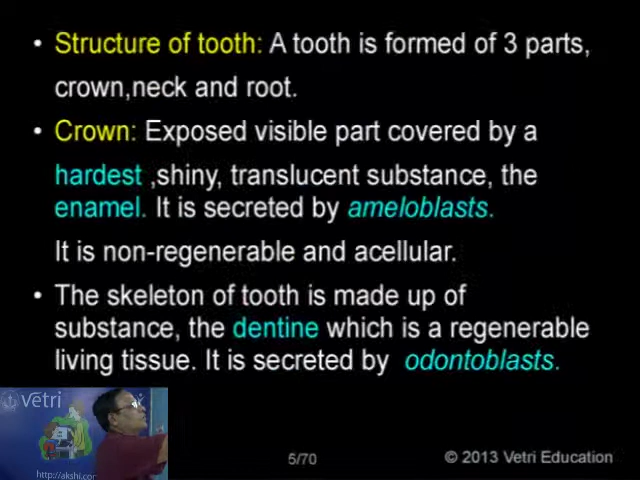 • Structure of tooth: A tooth is formed of 3 parts,
crown,neck and root.
• Crown: Exposed visible part covered by a
hardest ,shiny, translucent substance, the
enamel. It is secreted by ameloblasts.
It is non-regenerable and acellular.
• The skeleton of tooth is made up of
substance, the dentine which is a regenerable
living tissue. It is secreted by odontoblasts.
vetri
http://akshi.com
5/70
© 2013 Vetri Education